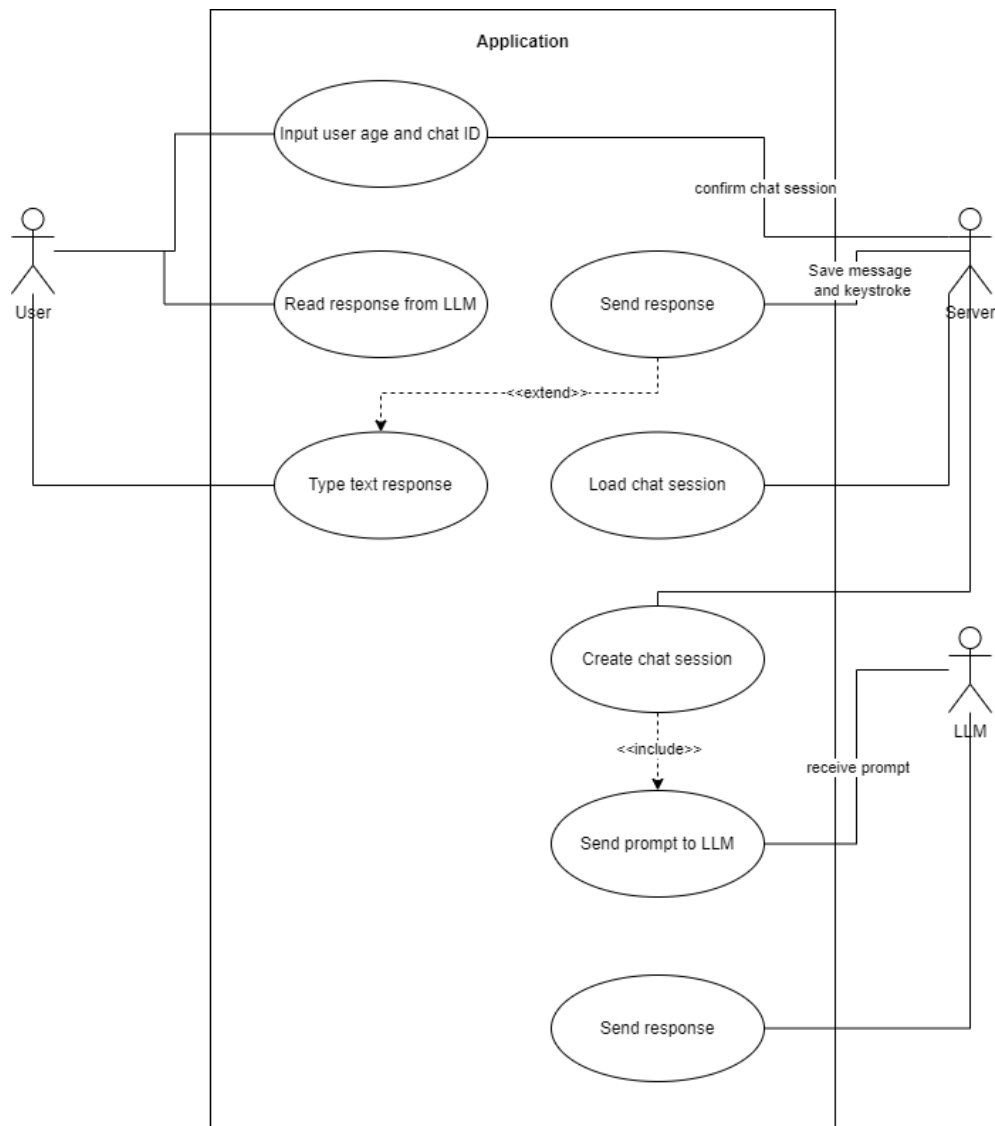 Application
Input user age and chat ID
confirm chat session
Save message
and keystroke
Read response from LLM
Send response
User
Server
<<extend>>
Type text response
Load chat session
Create chat session
LLM
<<include>>
receive prompt
Send prompt to LLM
Send response